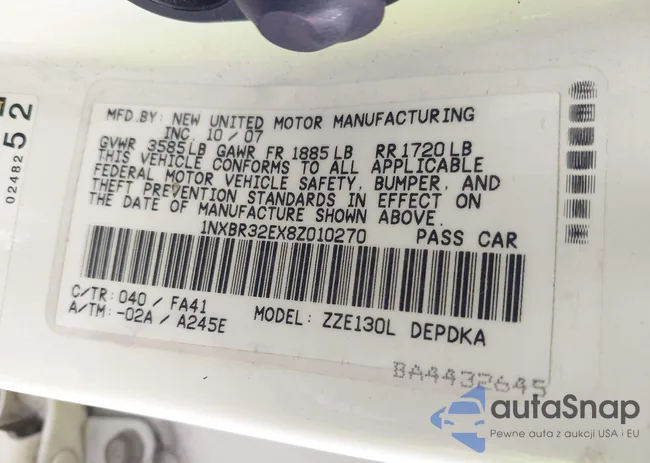 MFD.BY: NEW UNITED MOTOR MANUFACTURING
INC. 10 / 07
GVWR 3585LB GAWR FR 1885LB RR 1720LB
THIS VEHICLE CONFORMS TO ALL APPLICABLE
FEDERAL MOTOR VEHICLE SAFETY, BUMPER, AND
THEFT PREVENTION STANDARDS IN EFFECT ON
THE DATE OF MANUFACTURE SHOWN ABOVE.
1NXBR32EX8Z010270 PASS CAR
C/TR: 040 / FA41
A/TM: -02A / A245E
MODEL: ZZE130L DEPDKA
BA4432645
52
02482
autaSnap
Pewne auta z aukcji USA i EU